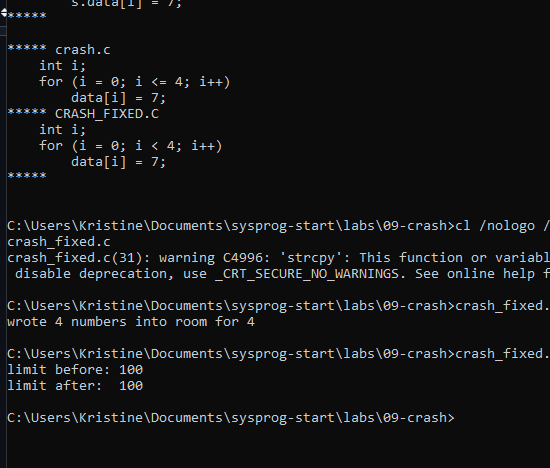 s.data[i] = 7;
*****
***** crash.c
int i;
for (i = 0; i <= 4; i++)
data[i] = 7;
***** CRASH_FIXED.C
int i;
for (i = 0; i < 4; i++)
data[i] = 7;
*****
C:\Users\Kristine\Documents\sysprog-start\labs\09-crash>cl /nologo /
crash_fixed.c
crash_fixed.c(31): warning C4996: 'strcpy': This function or variabl
disable deprecation, use _CRT_SECURE_NO_WARNINGS. See online help f
C:\Users\Kristine\Documents\sysprog-start\labs\09-crash>crash_fixed.
wrote 4 numbers into room for 4
C:\Users\Kristine\Documents\sysprog-start\labs\09-crash>crash_fixed.
limit before: 100
limit after:  100
C:\Users\Kristine\Documents\sysprog-start\labs\09-crash>